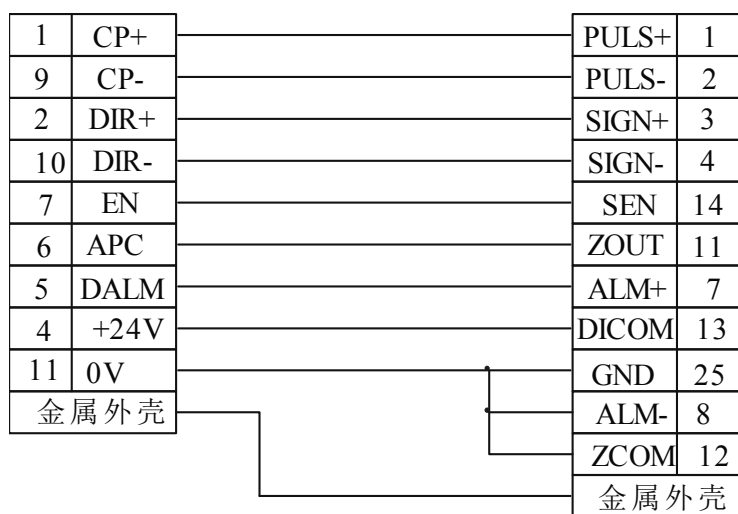 1 CP+ PULS+ 1
9 CP- PULS- 2
2 DIR+ SIGN+ 3
10 DIR- SIGN- 4
7 EN SEN 14
6 APC ZOUT 11
5 DALM ALM+ 7
4 +24V DICOM 13
11 0V GND 25
金属外壳 ALM- 8
ZCOM 12
金属外壳